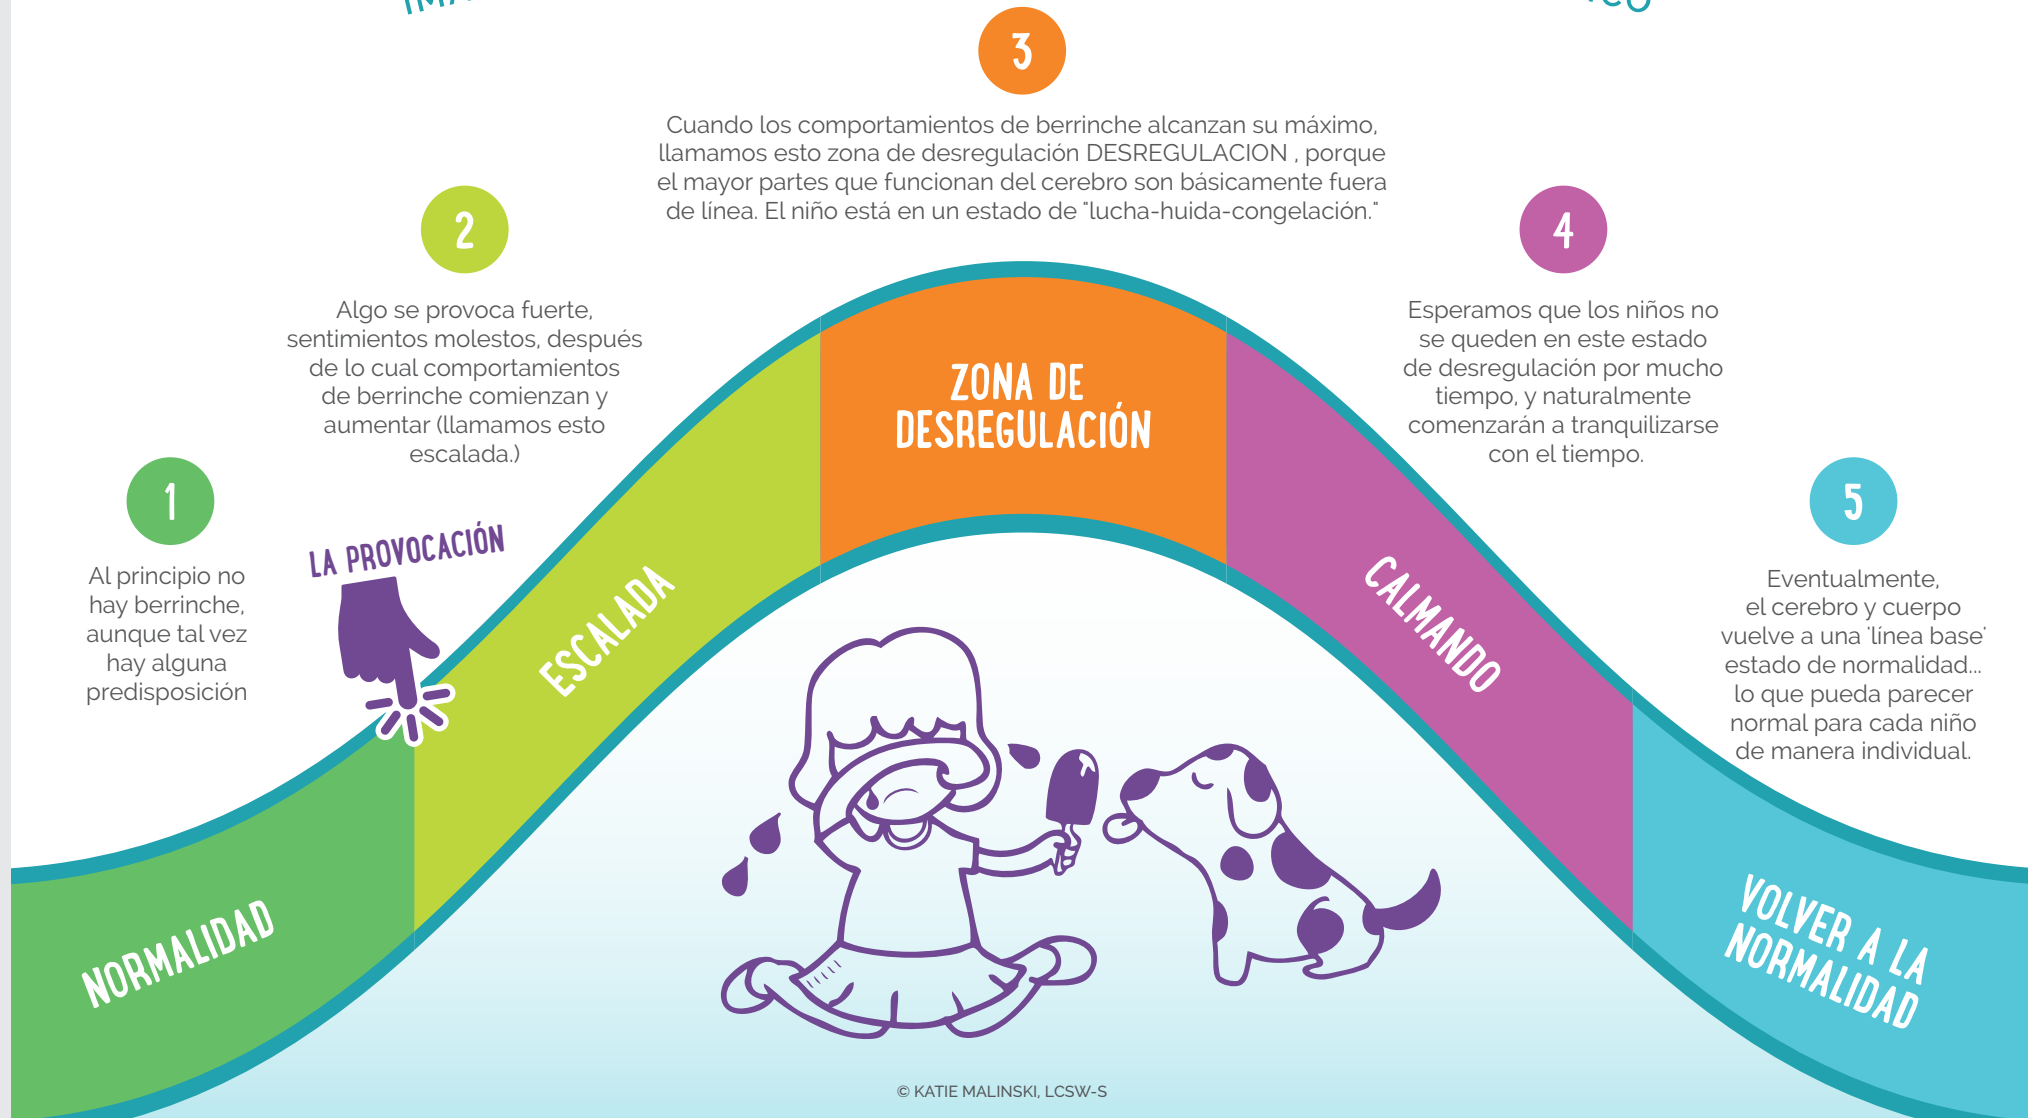 3
Cuando los comportamientos de berrinche alcanzan su máximo,
llamamos esto zona de desregulación DESREGULACION , porque
el mayor partes que funcionan del cerebro son básicamente fuera
de línea. El niño está en un estado de "lucha-huida-congelación."
2
Algo se provoca fuerte,
sentimientos molestos, después
de lo cual comportamientos
de berrinche comienzan y
aumentar (llamamos esto
escalada.)
4
Esperamos que los niños no
se queden en este estado
de desregulación por mucho
tiempo, y naturalmente
comenzarán a tranquilizarse
con el tiempo.
1
Al principio no
hay berrinche,
aunque tal vez
hay alguna
predisposición
5
Eventualmente,
el cerebro y cuerpo
vuelve a una 'línea base'
estado de normalidad...
lo que pueda parecer
normal para cada niño
de manera individual.
LA PROVOCACIÓN
NORMALIDAD
ESCALADA
ZONA DE
DESREGULACIÓN
CALMANDO
VOLVER A LA
NORMALIDAD
© KATIE MALINSKI, LCSW-S